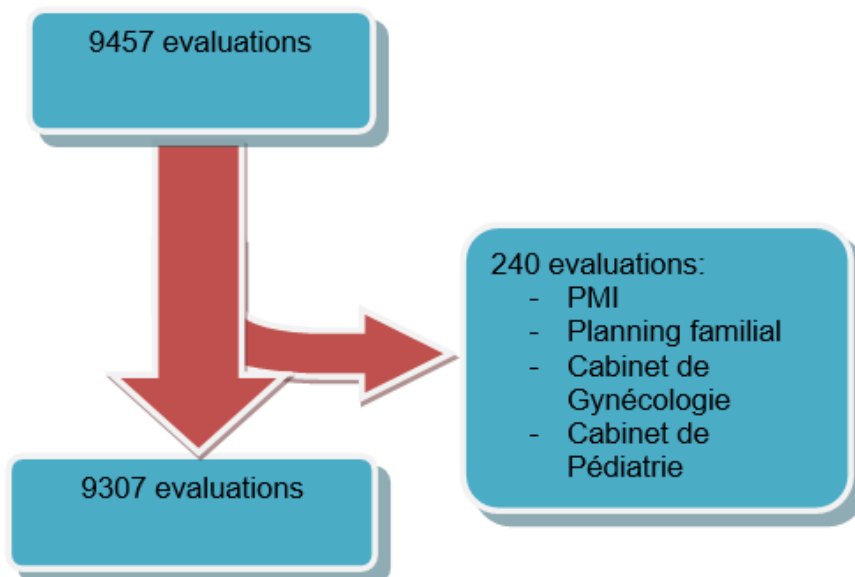 9457 evaluations
240 evaluations:
- PMI
- Planning familial
- Cabinet de
Gynécologie
- Cabinet de
Pédiatrie
9307 evaluations